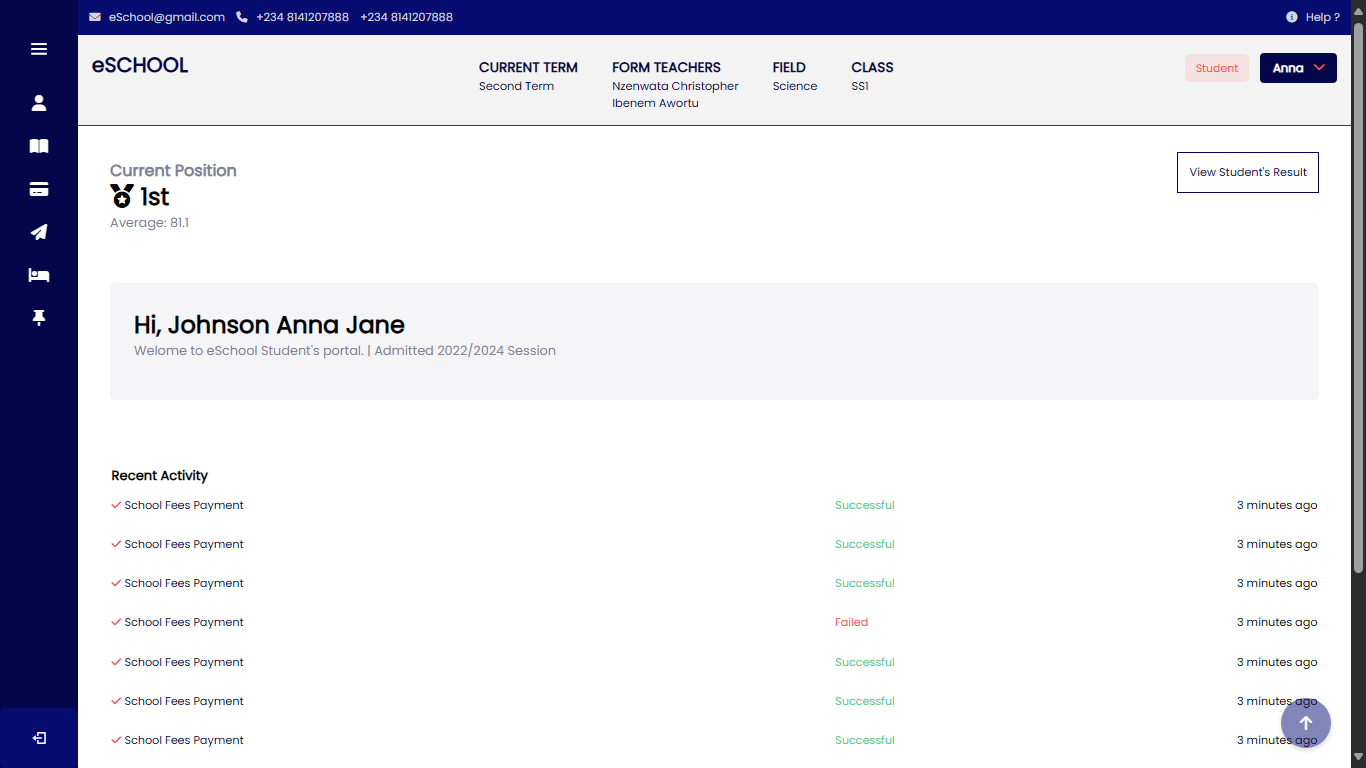 eSchool@gmail.com +234 8141207888 +234 8141207888 Help ?
eSCHOOL
CURRENT TERM
Second Term
FORM TEACHERS
Nzenwata Christopher
Ibenem Awortu
FIELD
Science
CLASS
SS1
Student
Anna
Current Position
1st
Average: 81.1
View Student's Result
Hi, Johnson Anna Jane
Welome to eSchool Student's portal. | Admitted 2022/2024 Session
Recent Activity
School Fees Payment Successful 3 minutes ago
School Fees Payment Successful 3 minutes ago
School Fees Payment Successful 3 minutes ago
School Fees Payment Failed 3 minutes ago
School Fees Payment Successful 3 minutes ago
School Fees Payment Successful 3 minutes ago
School Fees Payment Successful 3 minutes ago